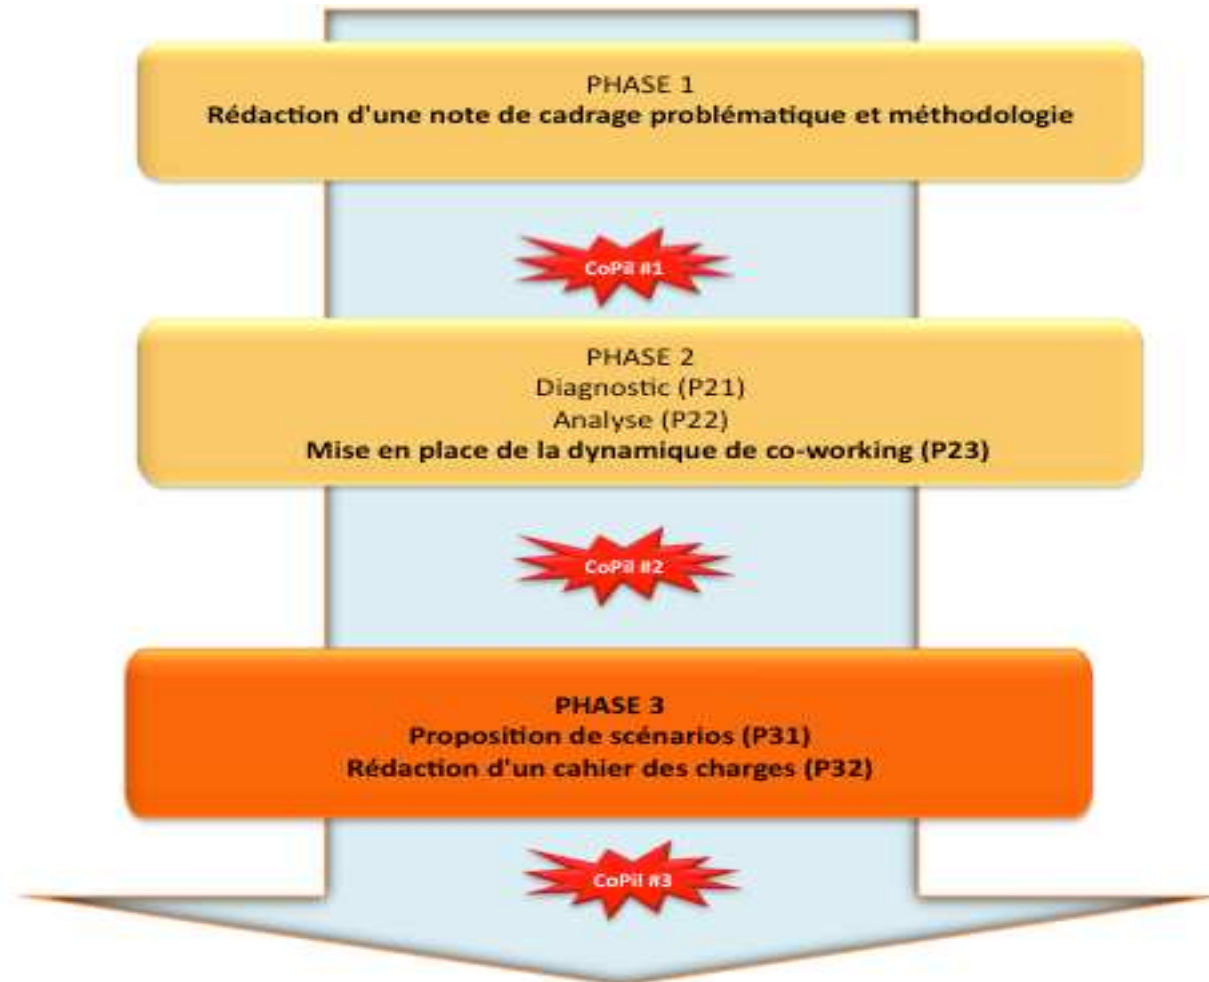 PHASE 1
Rédaction d'une note de cadrage problématique et méthodologie
CoPil #1
PHASE 2
Diagnostic (P21)
Analyse (P22)
Mise en place de la dynamique de co-working (P23)
CoPil #2
PHASE 3
Proposition de scénarios (P31)
Rédaction d'un cahier des charges (P32)
CoPil #3